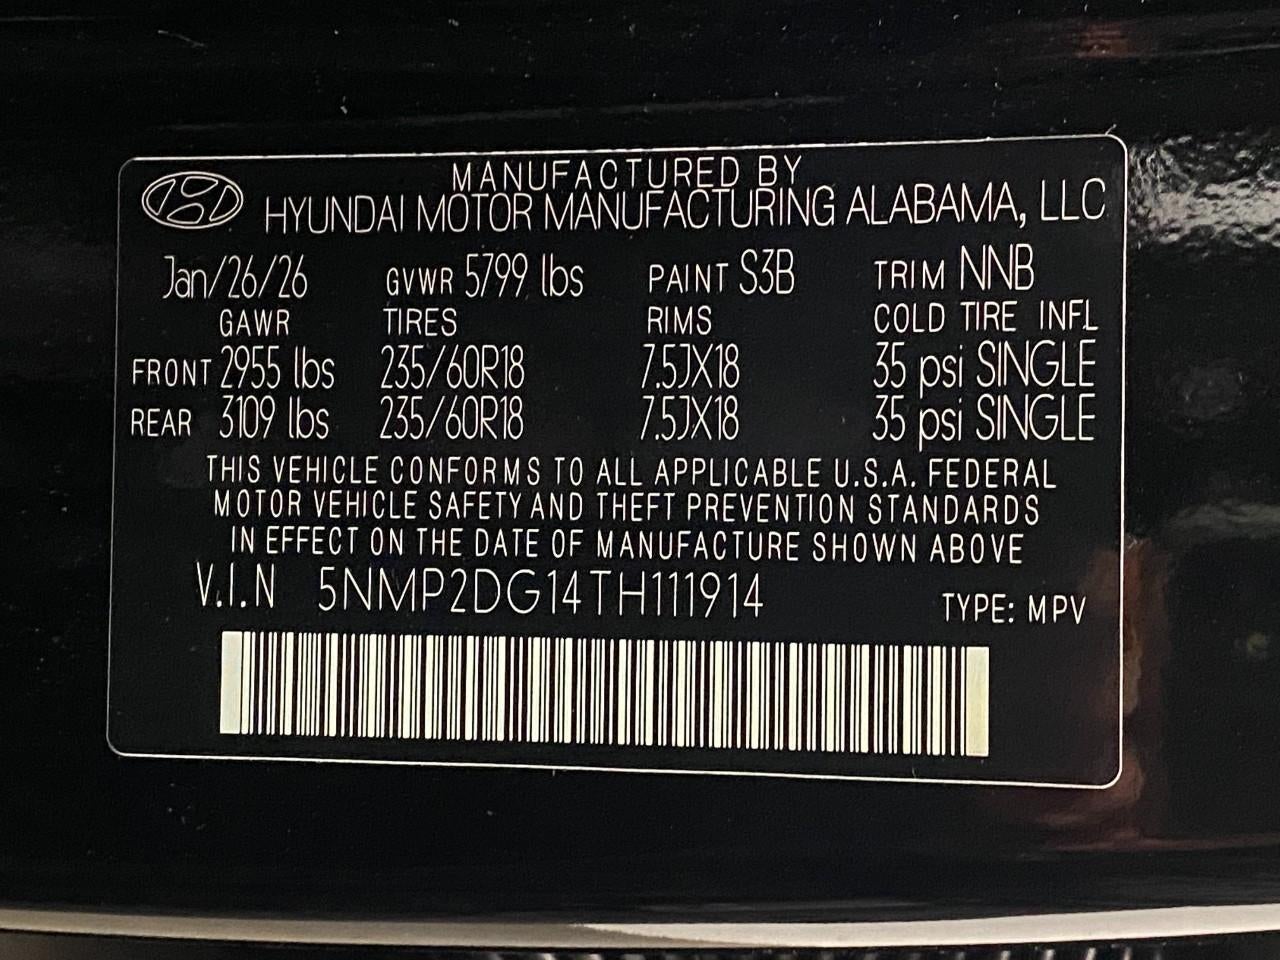 MANUFACTURED BY
HYUNDAI MOTOR MANUFACTURING ALABAMA, LLC
Jan/26/26 GVWR 5799 lbs PAINT S3B TRIM NNB
GAWR TIRES RIMS COLD TIRE INFL
FRONT 2955 lbs 235/60R18 7.5JX18 35 psi SINGLE
REAR 3109 lbs 235/60R18 7.5JX18 35 psi SINGLE
THIS VEHICLE CONFORMS TO ALL APPLICABLE U.S.A. FEDERAL
MOTOR VEHICLE SAFETY AND THEFT PREVENTION STANDARDS
IN EFFECT ON THE DATE OF MANUFACTURE SHOWN ABOVE
V.I.N 5NMP2DG14TH111914 TYPE: MPV